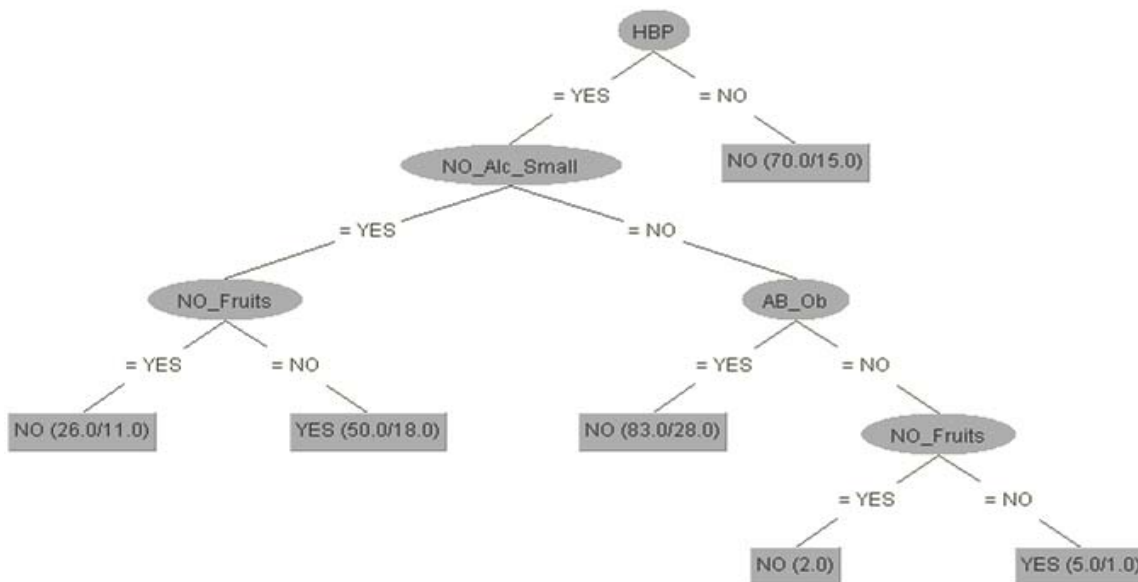 HBP
= YES
= NO
NO_Alc_Small
NO (70.0/15.0)
= YES
= NO
NO_Fruits
AB_Ob
= YES
= NO
= YES
= NO
NO (26.0/11.0)
YES (50.0/18.0)
NO (83.0/28.0)
NO_Fruits
= YES
= NO
NO (2.0)
YES (5.0/1.0)